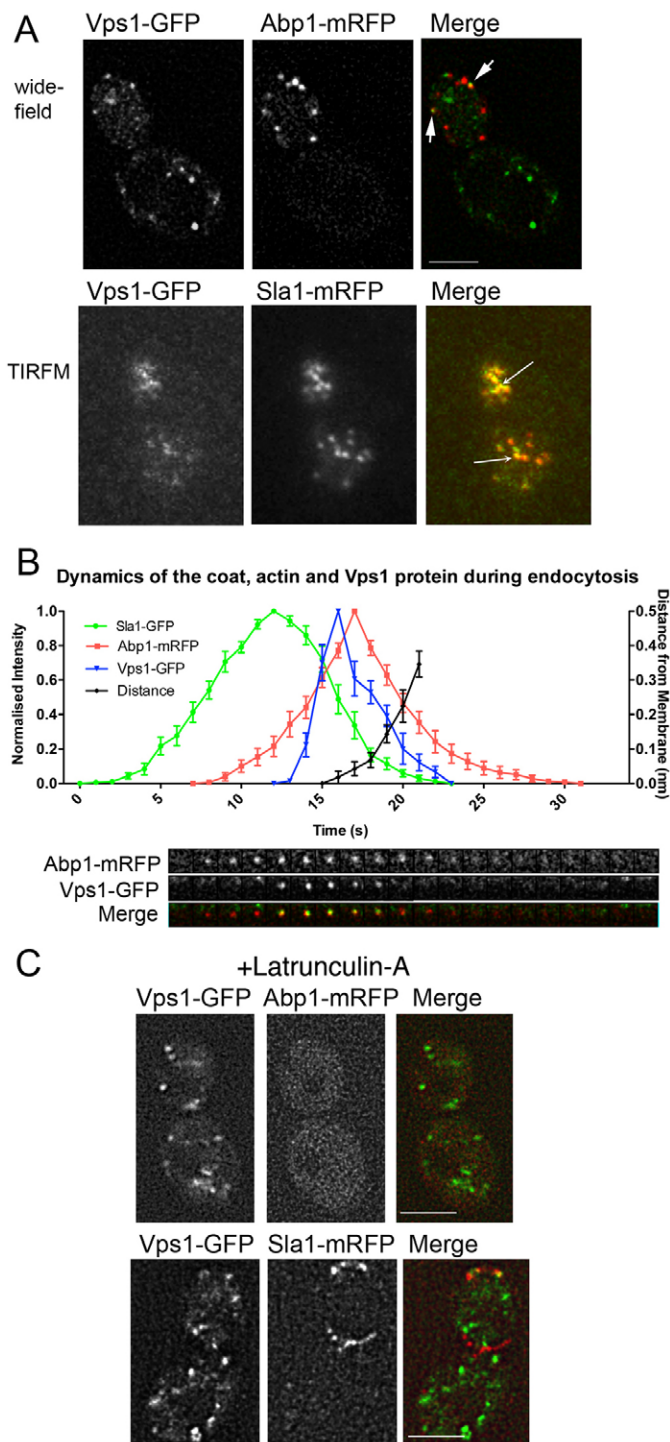 A
Vps1-GFP Abp1-mRFP Merge
wide-
field
Vps1-GFP Sla1-mRFP Merge
TIRFM
B
Dynamics of the coat, actin and Vps1 protein during endocytosis
Normalised Intensity
1.0
0.8
0.6
0.4
0.2
0.0
Sla1-GFP
Abp1-mRFP
Vps1-GFP
Distance
0.5
0.4
0.3
0.2
0.1
0.0
Distance from Membrane (nm)
0 5 10 15 20 25 30
Time (s)
Abp1-mRFP
Vps1-GFP
Merge
C
+Latrunculin-A
Vps1-GFP Abp1-mRFP Merge
Vps1-GFP Sla1-mRFP Merge